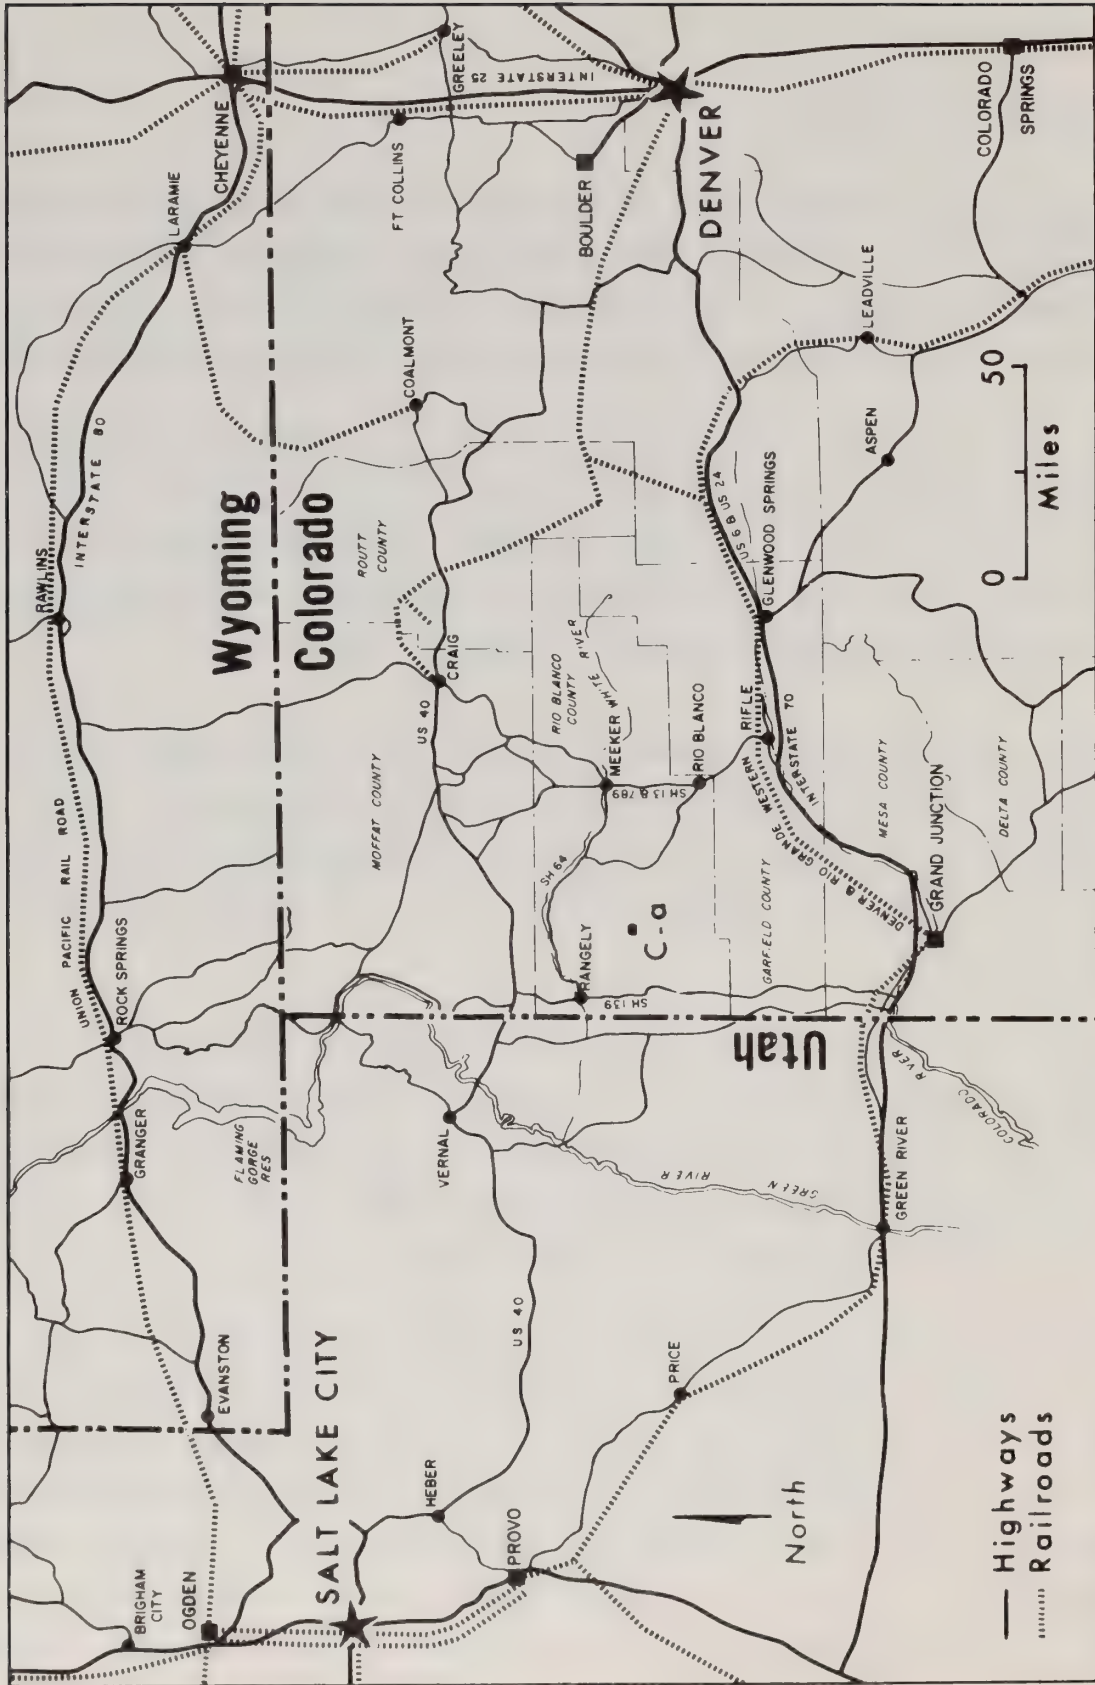 BRIGHAM
CITY
OGDEN
EVANSTON
SALT LAKE CITY
HEBER
PROVO
US 40
PRICE
North
Highways
Railroads
GRANGER
UNION PACIFIC RAIL ROAD
ROCK SPRINGS
FLAMING
GORGE
RES
VERNAL
GREEN RIVER
GREEN RIVER
COLORADO RIVER
Utah
RAWLINS
INTERSTATE 80
LARAMIE
CHEYENNE
Wyoming
Colorado
MOFFAT COUNTY
ROUTT
COUNTY
US 40
CRAIG
COALMONT
FT COLLINS
GREELEY
INTERSTATE 25
BOULDER
DENVER
RIO BLANCO
COUNTY
WHITE RIVER
MEEKER
SH 13 & 789
SH 64
RANGELY
C-a
RIO BLANCO
SH 139
GARFIELD COUNTY
RIFLE
DENVER & RIO GRANDE WESTERN
INTERSTATE 70
US 6 & US 24
GLENWOOD SPRINGS
MESA COUNTY
GRAND JUNCTION
DELTA COUNTY
ASPEN
LEADVILLE
COLORADO
SPRINGS
0
50
Miles